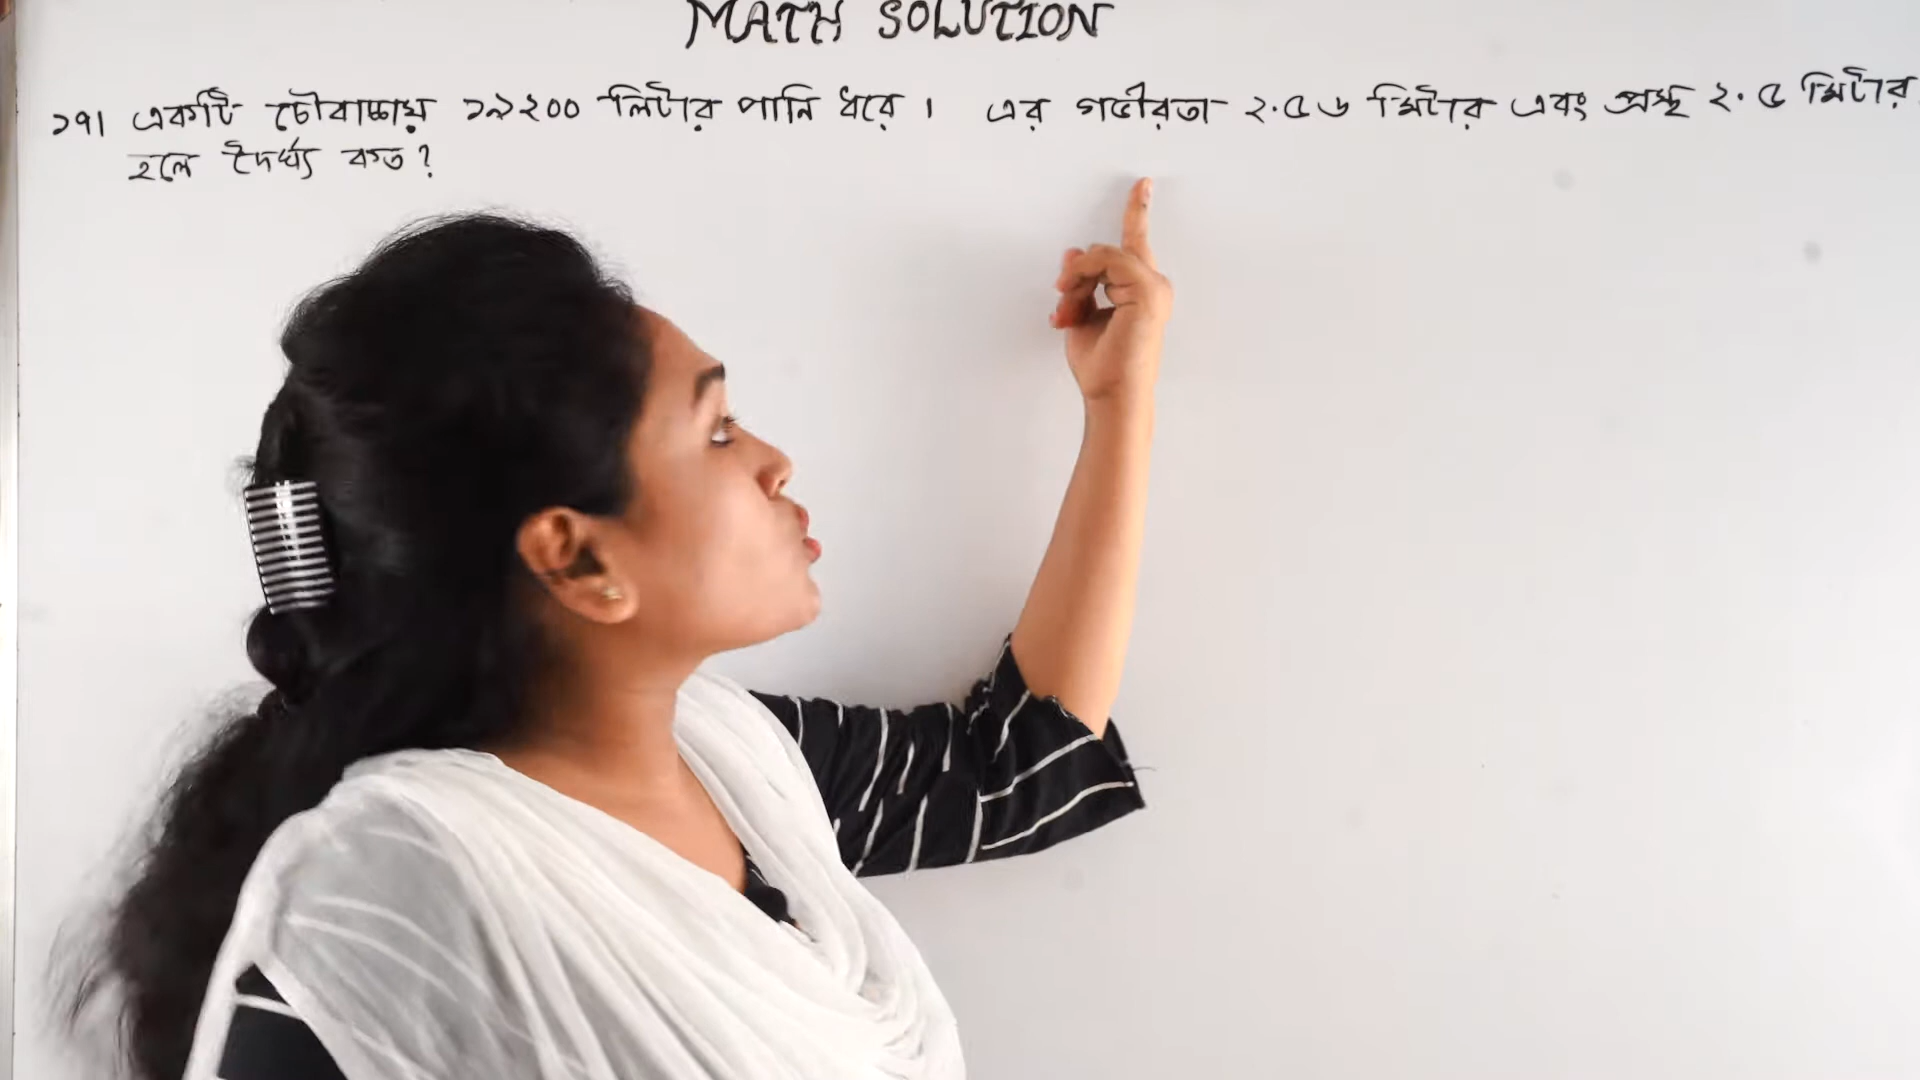 MATH SOLUTION
১৭। একটি চৌবাচ্চায় ১৯২০০ লিটার পানি ধরে। এর গভীরতা ২.৫৬ মিটার এবং প্রস্থ ২.৫ মিটার
হলে দৈর্ঘ্য কত?